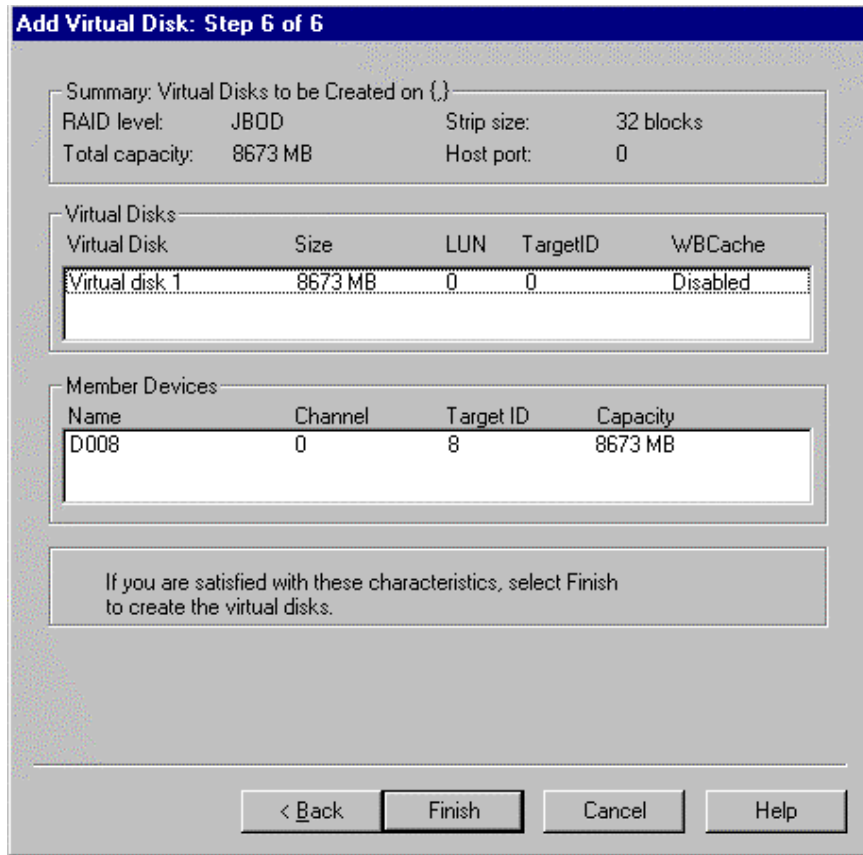 Add Virtual Disk: Step 6 of 6
Summary: Virtual Disks to be Created on {,}
RAID level: JBOD Strip size: 32 blocks
Total capacity: 8673 MB Host port: 0
Virtual Disks
Virtual Disk Size LUN TargetID WBCache
Virtual disk 1 8673 MB 0 0 Disabled
Member Devices
Name Channel Target ID Capacity
D008 0 8 8673 MB
If you are satisfied with these characteristics, select Finish
to create the virtual disks.
< Back Finish Cancel Help